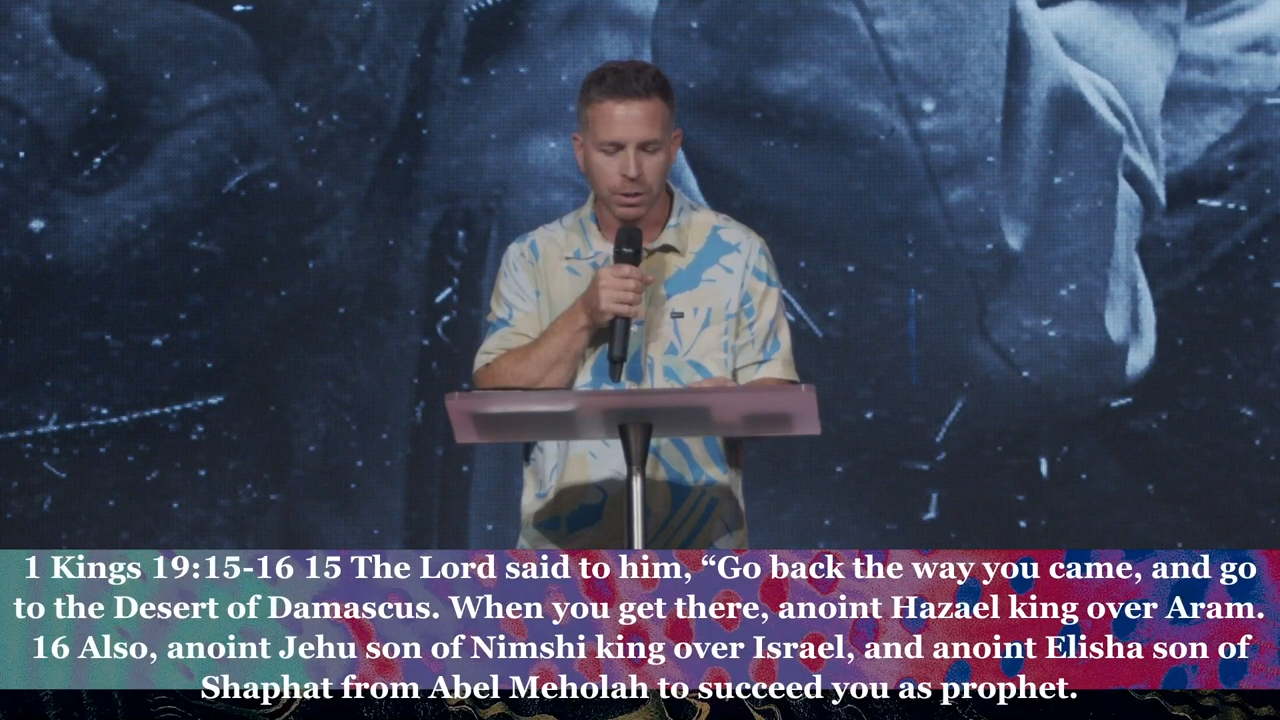 1 Kings 19:15-16 15 The Lord said to him, “Go back the way you came, and go
to the Desert of Damascus. When you get there, anoint Hazael king over Aram.
16 Also, anoint Jehu son of Nimshi king over Israel, and anoint Elisha son of
Shaphat from Abel Meholah to succeed you as prophet.